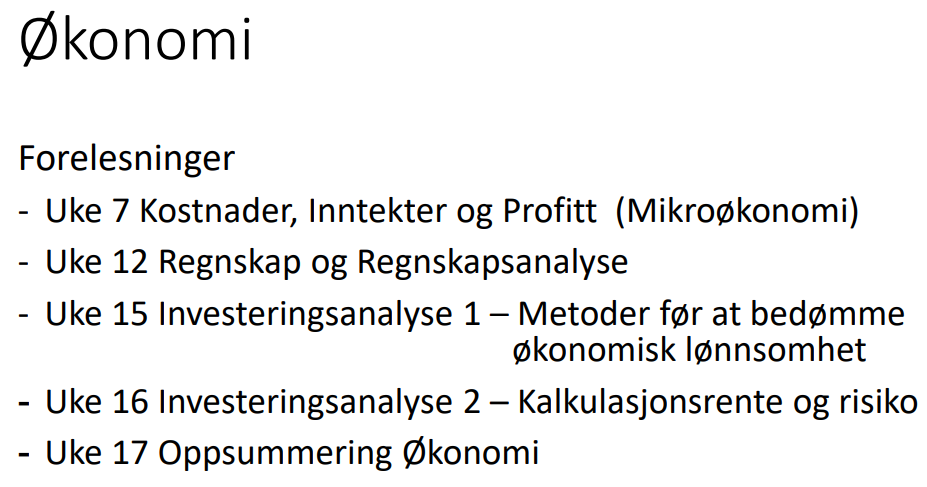 Økonomi
Forelesninger
- Uke 7 Kostnader, Inntekter og Profitt (Mikroøkonomi)
- Uke 12 Regnskap og Regnskapsanalyse
- Uke 15 Investeringsanalyse 1 – Metoder før at bedømme
økonomisk lønnsomhet
- Uke 16 Investeringsanalyse 2 – Kalkulasjonsrente og risiko
- Uke 17 Oppsummering Økonomi